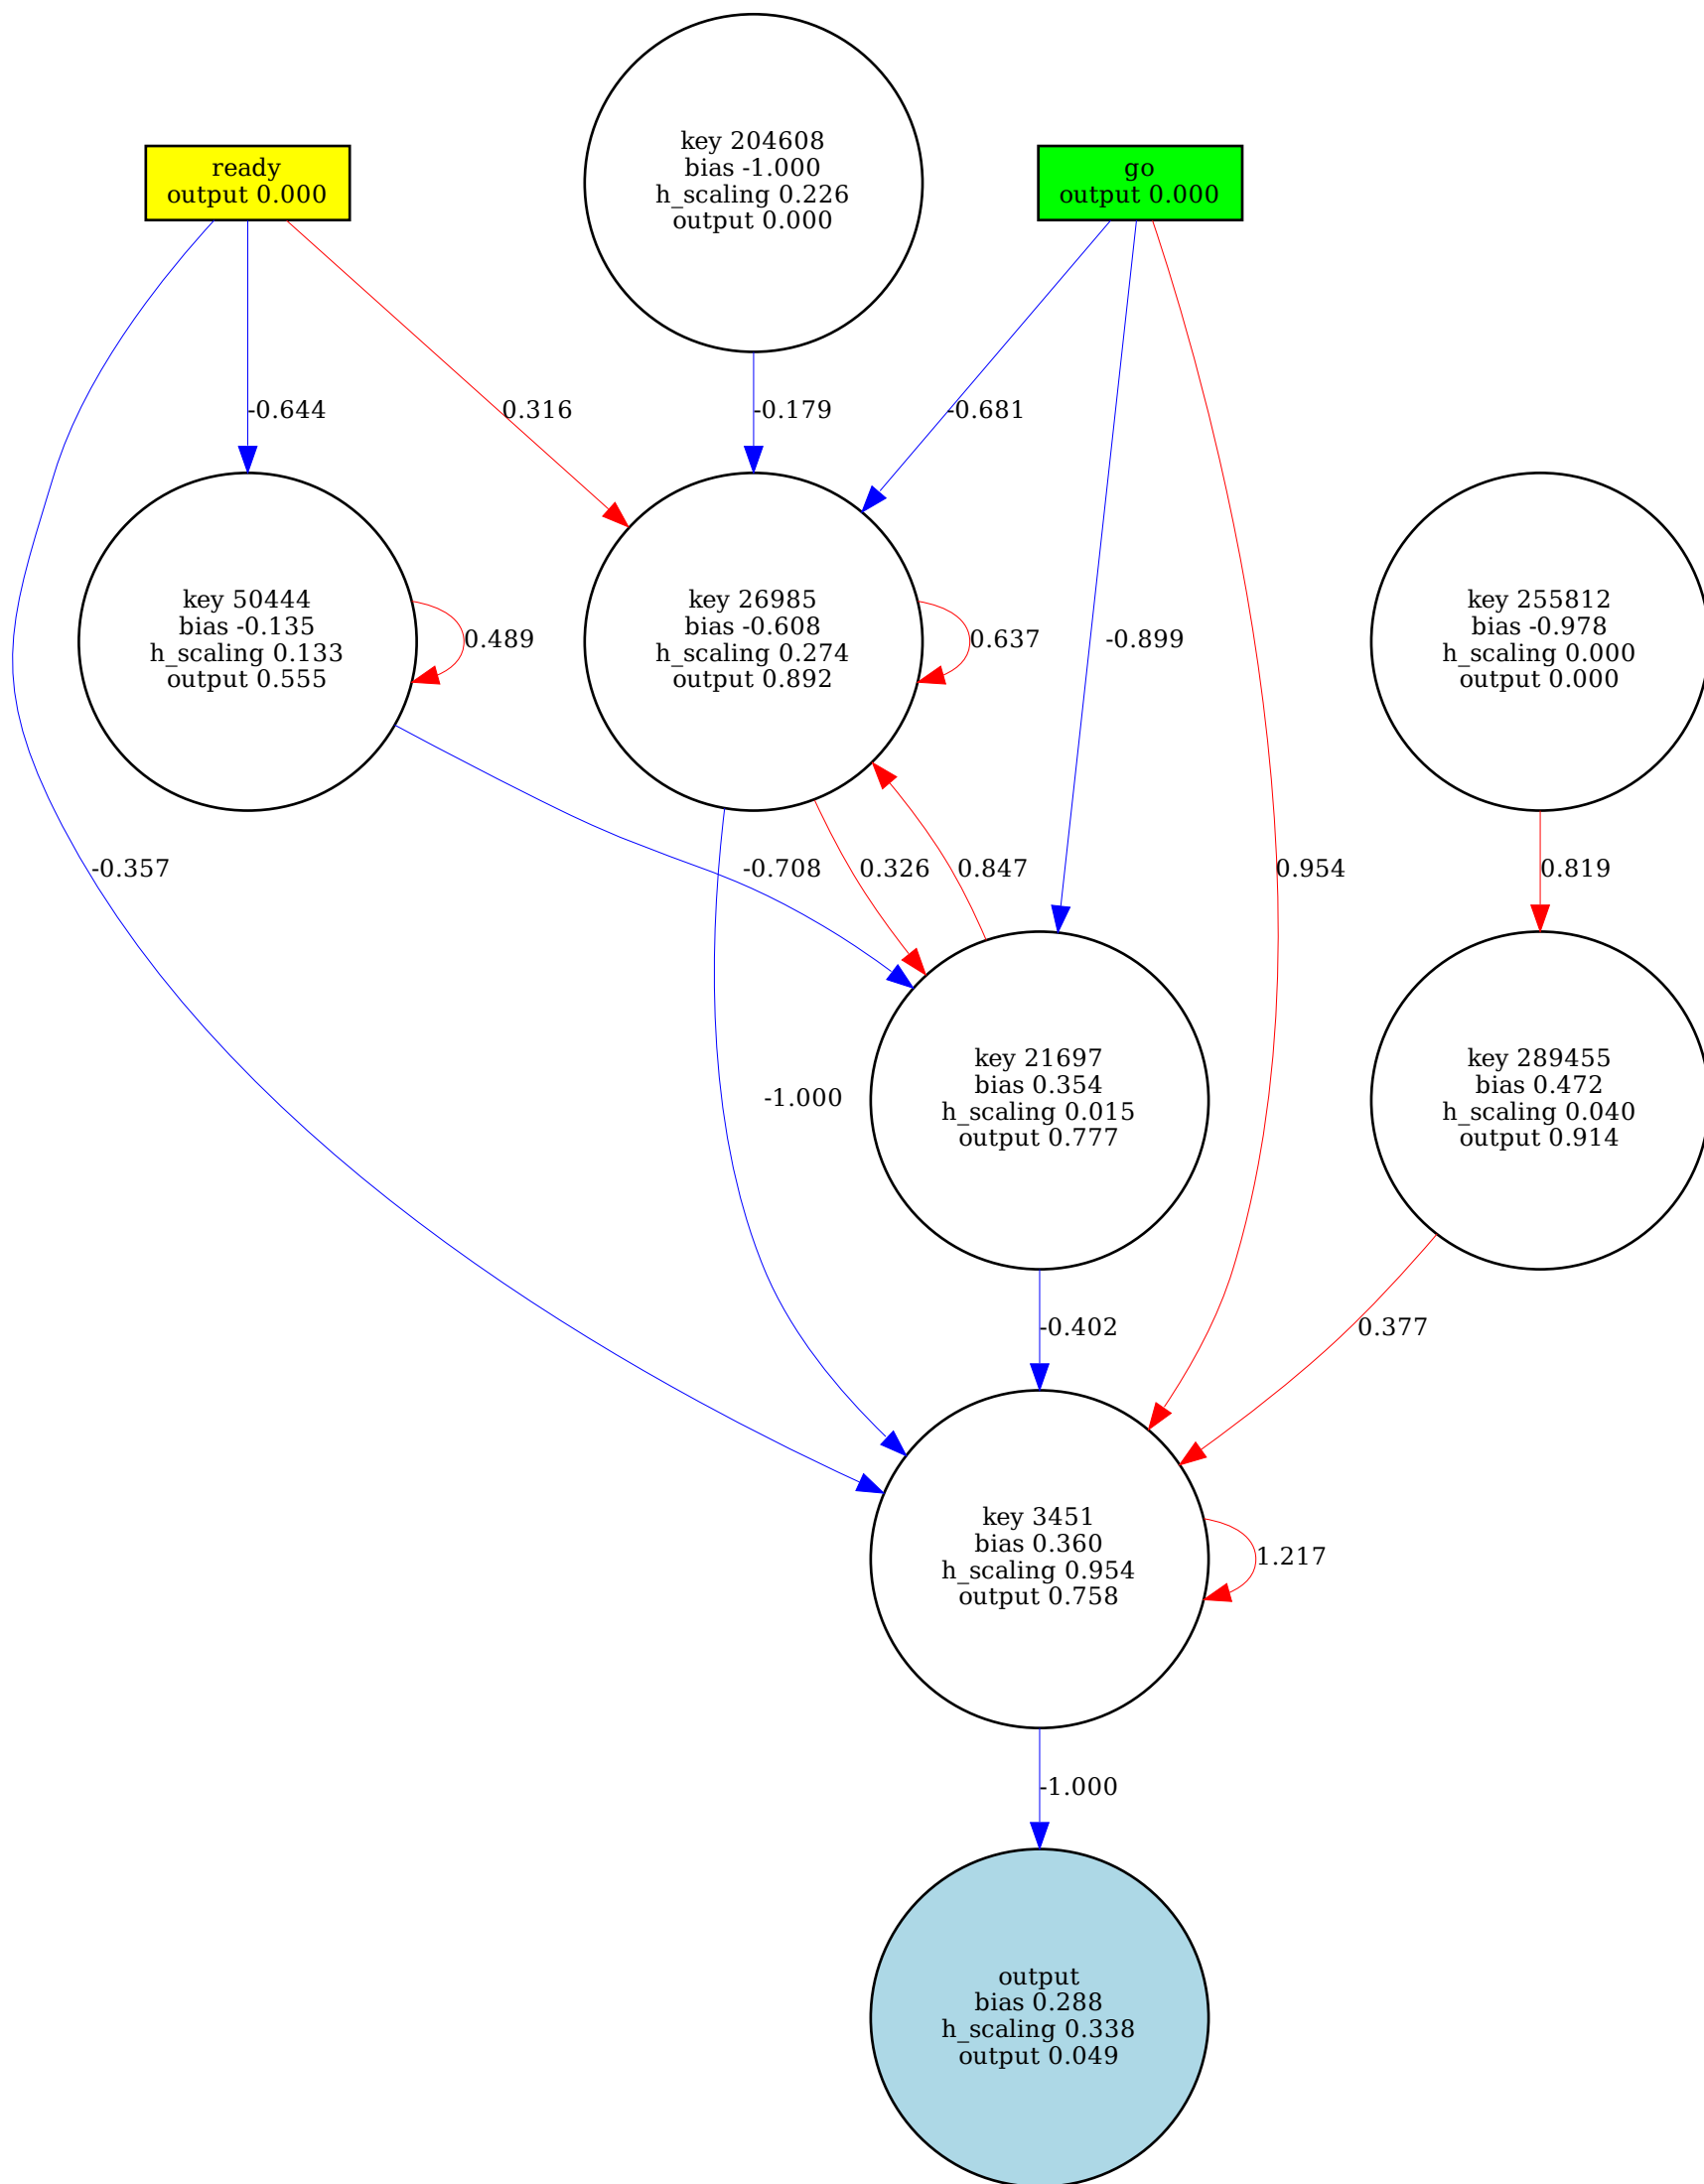 key 204608
bias -1.000
h_scaling 0.226
output 0.000
ready
output 0.000
go
output 0.000
-0.644
0.316
-0.179
-0.681
key 50444
bias -0.135
h_scaling 0.133
output 0.555
0.489
key 26985
bias -0.608
h_scaling 0.274
output 0.892
0.637
-0.899
key 255812
bias -0.978
h_scaling 0.000
output 0.000
-0.357
-0.708
0.326
0.847
0.954
0.819
-1.000
key 21697
bias 0.354
h_scaling 0.015
output 0.777
key 289455
bias 0.472
h_scaling 0.040
output 0.914
-0.402
0.377
key 3451
bias 0.360
h_scaling 0.954
output 0.758
1.217
-1.000
output
bias 0.288
h_scaling 0.338
output 0.049